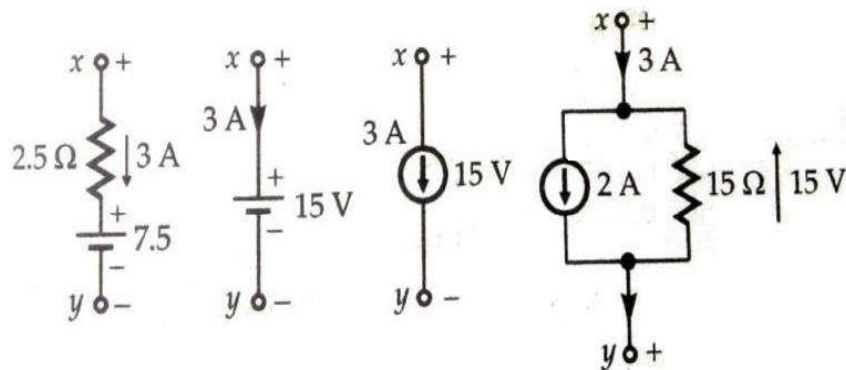 x +
2.5 Ω
3 A
+
7.5
−
y −
x +
3 A
+
15 V
−
y −
x +
3 A
15 V
y −
x +
3 A
2 A
15 Ω
15 V
y +